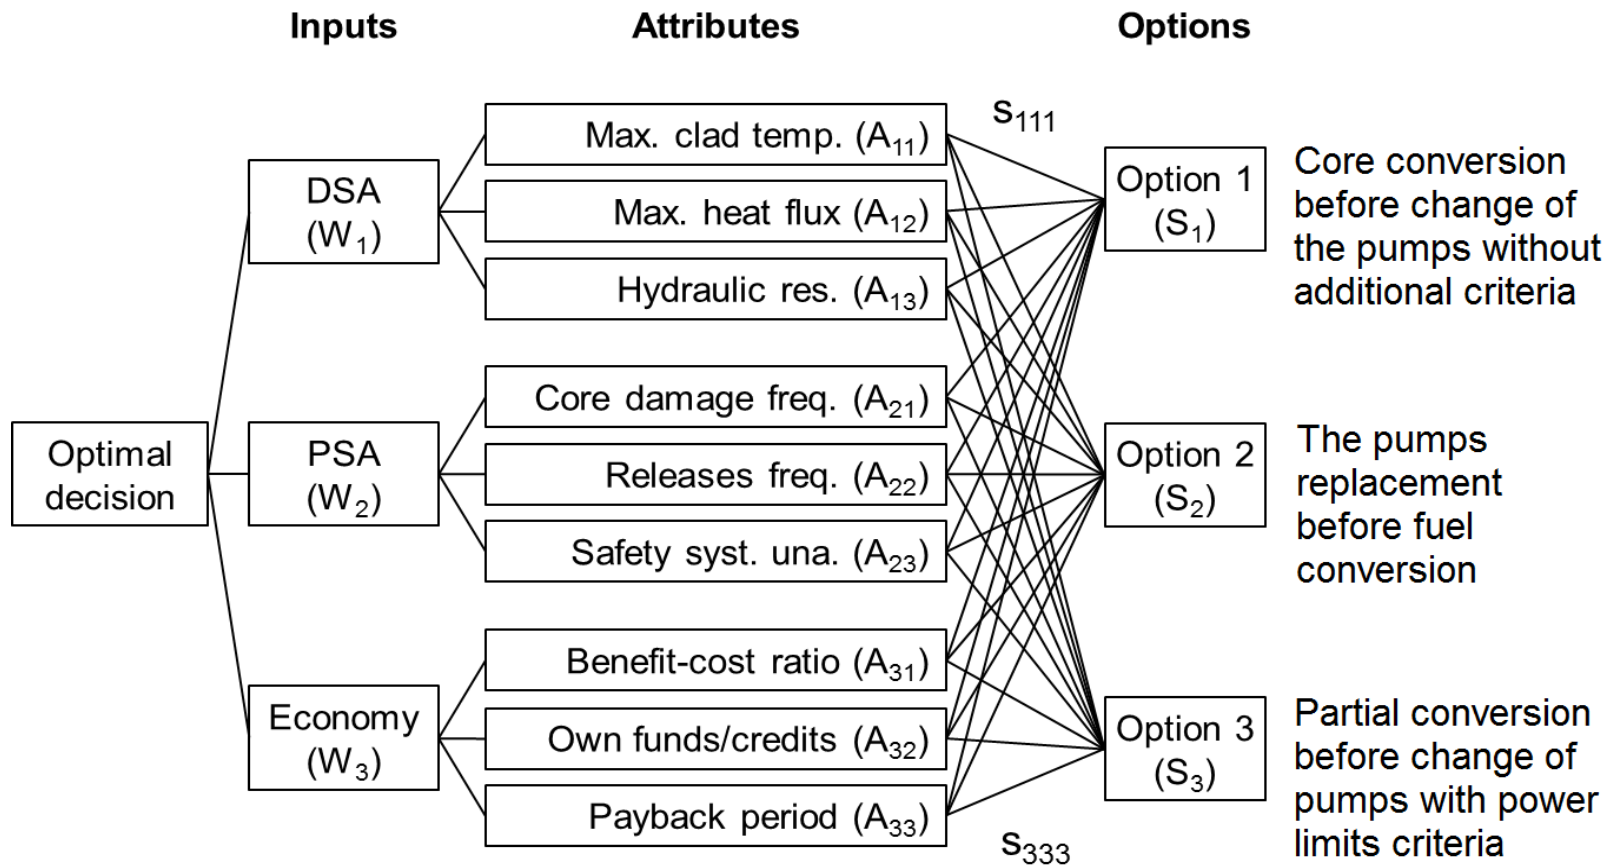 Inputs Attributes Options
s₁₁₁
Max. clad temp. (A₁₁)
DSA
(W₁)
Max. heat flux (A₁₂)
Hydraulic res. (A₁₃)
Option 1
(S₁)
Core conversion
before change of
the pumps without
additional criteria
Optimal
decision
PSA
(W₂)
Core damage freq. (A₂₁)
Releases freq. (A₂₂)
Safety syst. una. (A₂₃)
Option 2
(S₂)
The pumps
replacement
before fuel
conversion
Economy
(W₃)
Benefit-cost ratio (A₃₁)
Own funds/credits (A₃₂)
Payback period (A₃₃)
Option 3
(S₃)
Partial conversion
before change of
pumps with power
limits criteria
s₃₃₃